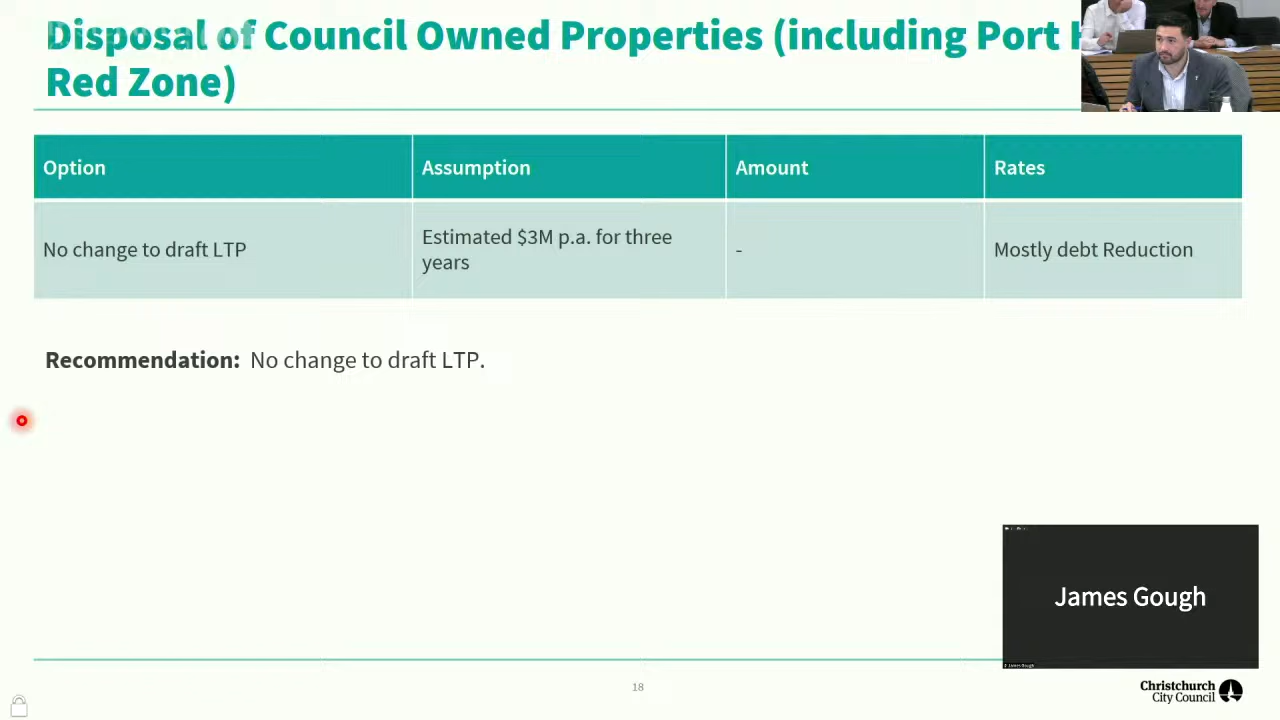 Disposal of Council Owned Properties (including Port H
Red Zone)
Option Assumption Amount Rates
No change to draft LTP Estimated $3M p.a. for three years - Mostly debt Reduction
Recommendation: No change to draft LTP.
James Gough
James Gough
18
Christchurch
City Council